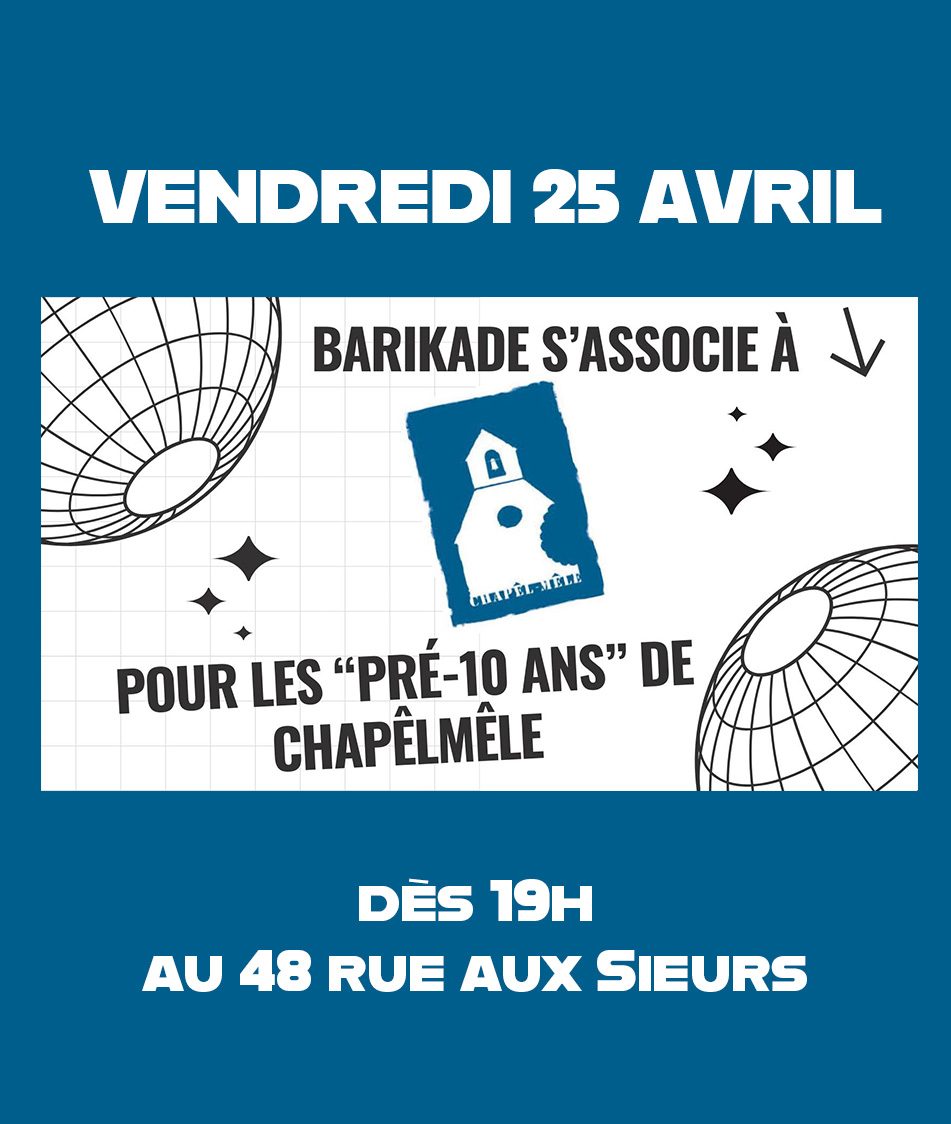 VENDREDI 25 AVRIL
BARIKADE S’ASSOCIE À
CHAPÊL-MÊLE
POUR LES “PRÉ-10 ANS” DE
CHAPÊLMÊLE
DÈS 19H
AU 48 RUE AUX SIEURS